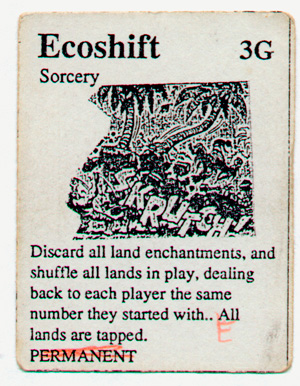 Ecoshift 3G
Sorcery
SKRUTCH!
Discard all land enchantments, and
shuffle all lands in play, dealing
back to each player the same
number they started with.. All
lands are tapped.
E
PERMANENT